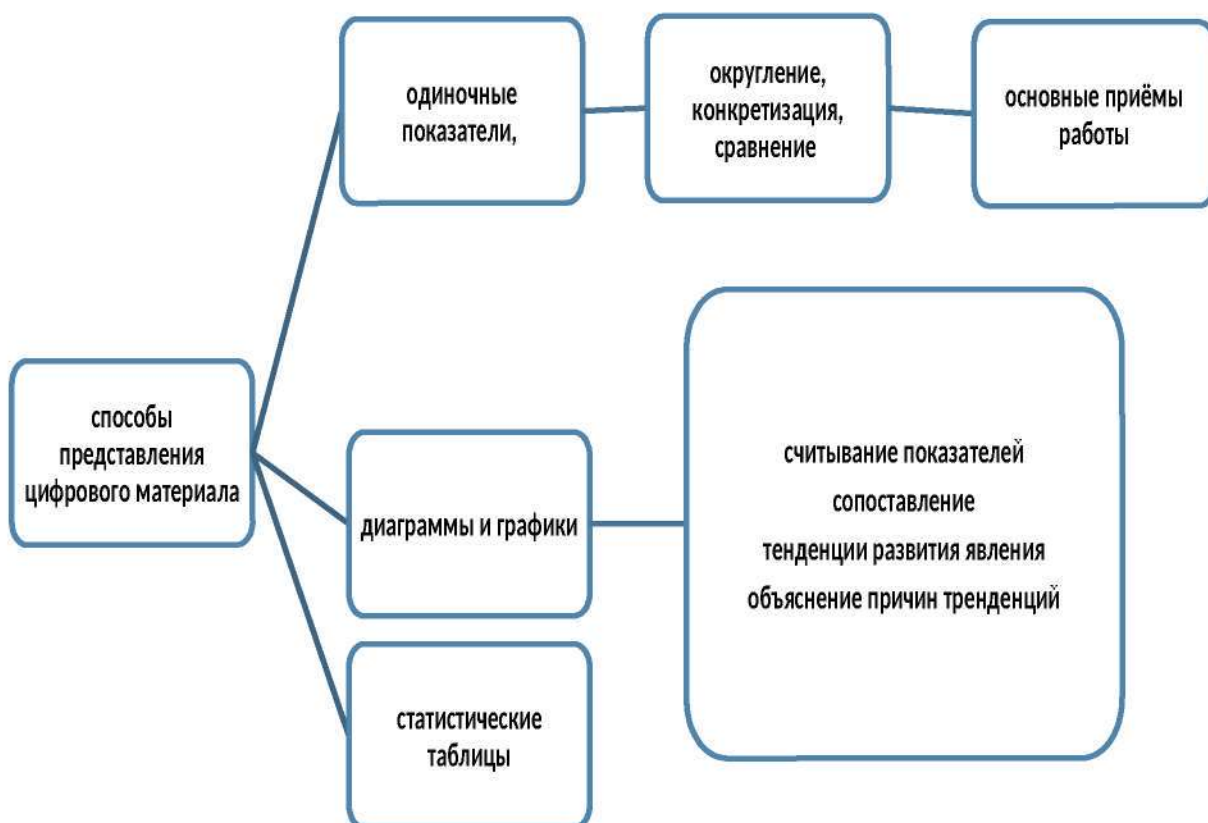 одиночные
показатели,
округление,
конкретизация,
сравнение
основные приёмы
работы
способы
представления
цифрового материала
диаграммы и графики
считывание показателей
сопоставление
тенденции развития явления
объяснение причин тренденций
статистические
таблицы